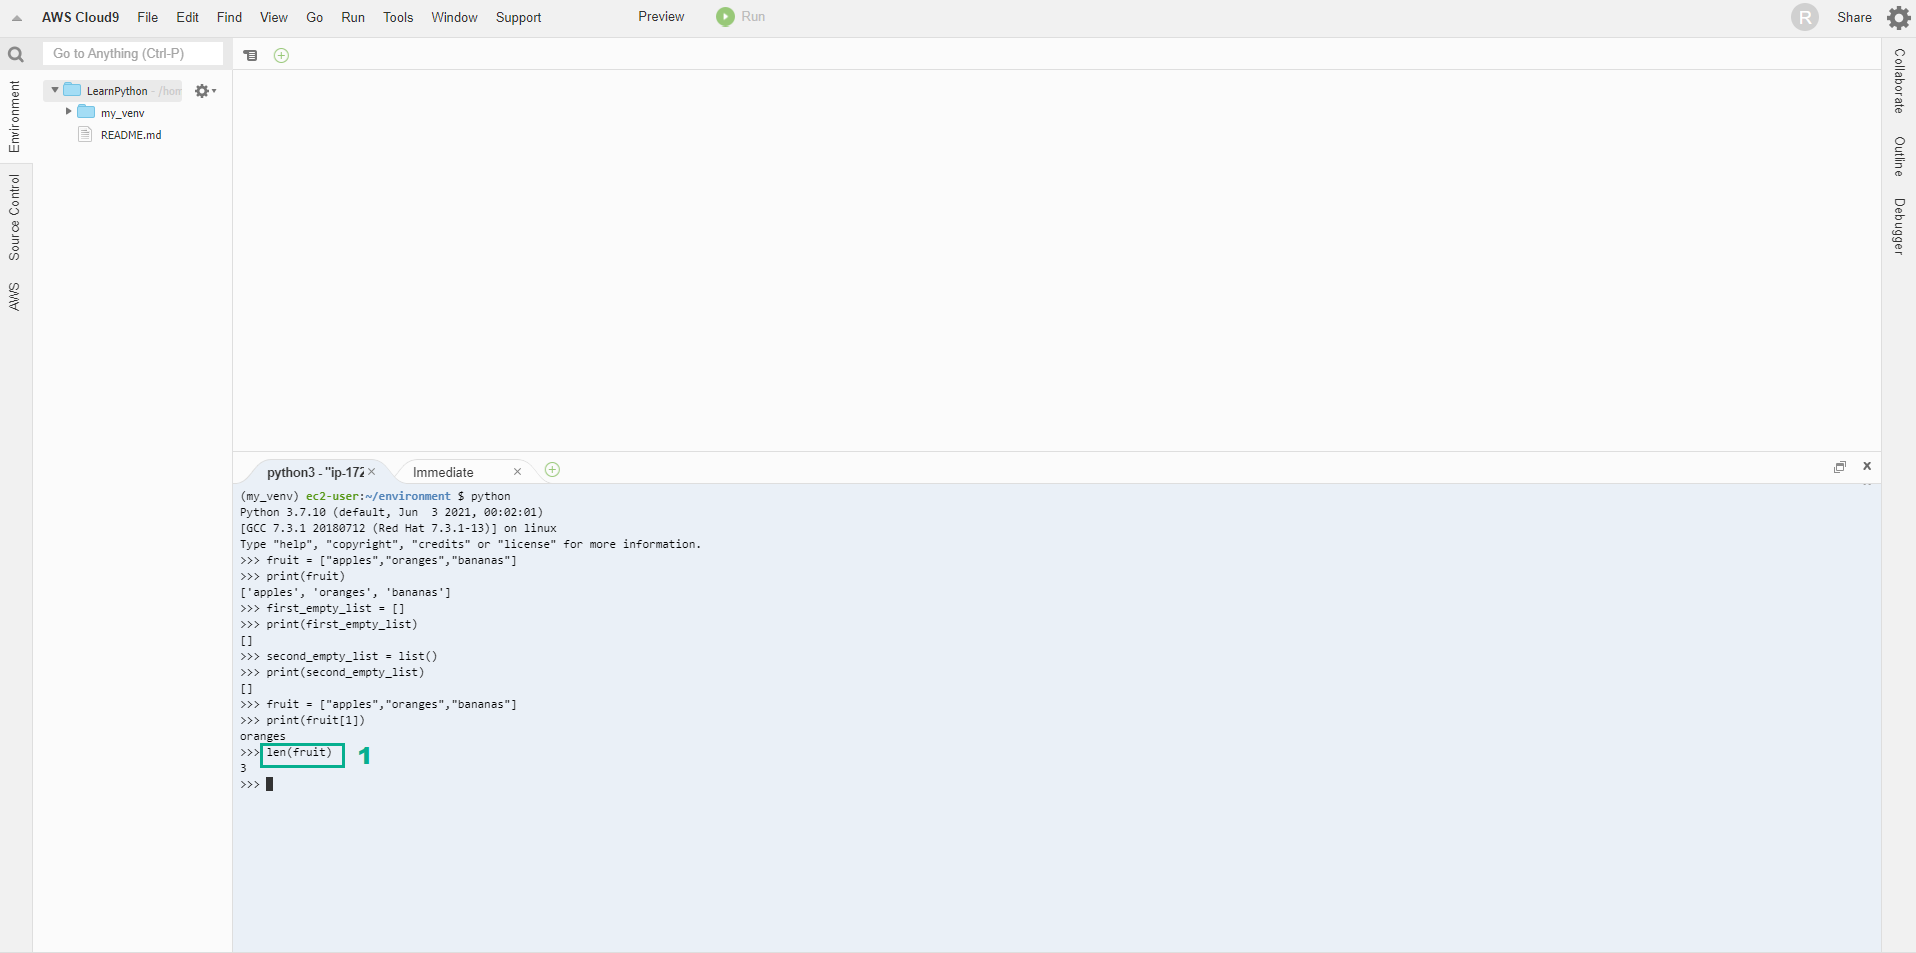 AWS Cloud9 File Edit Find View Go Run Tools Window Support Preview Run R Share
Go to Anything (Ctrl-P)
Environment
Source Control
AWS
LearnPython - /hom
my_venv
README.md
Collaborate
Outline
Debugger
python3 - "ip-172 × Immediate ×
(my_venv) ec2-user:~/environment $ python
Python 3.7.10 (default, Jun  3 2021, 00:02:01)
[GCC 7.3.1 20180712 (Red Hat 7.3.1-13)] on linux
Type "help", "copyright", "credits" or "license" for more information.
>>> fruit = ["apples","oranges","bananas"]
>>> print(fruit)
['apples', 'oranges', 'bananas']
>>> first_empty_list = []
>>> print(first_empty_list)
[]
>>> second_empty_list = list()
>>> print(second_empty_list)
[]
>>> fruit = ["apples","oranges","bananas"]
>>> print(fruit[1])
oranges
>>> len(fruit) 1
3
>>>